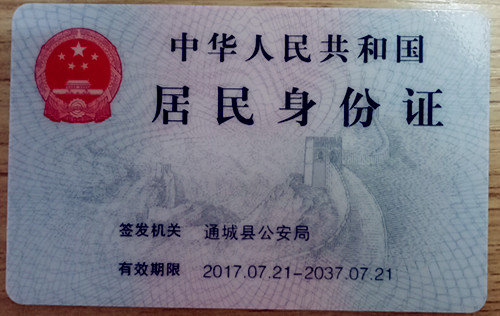 中华人民共和国
居民身份证
签发机关 通城县公安局
有效期限 2017.07.21-2037.07.21